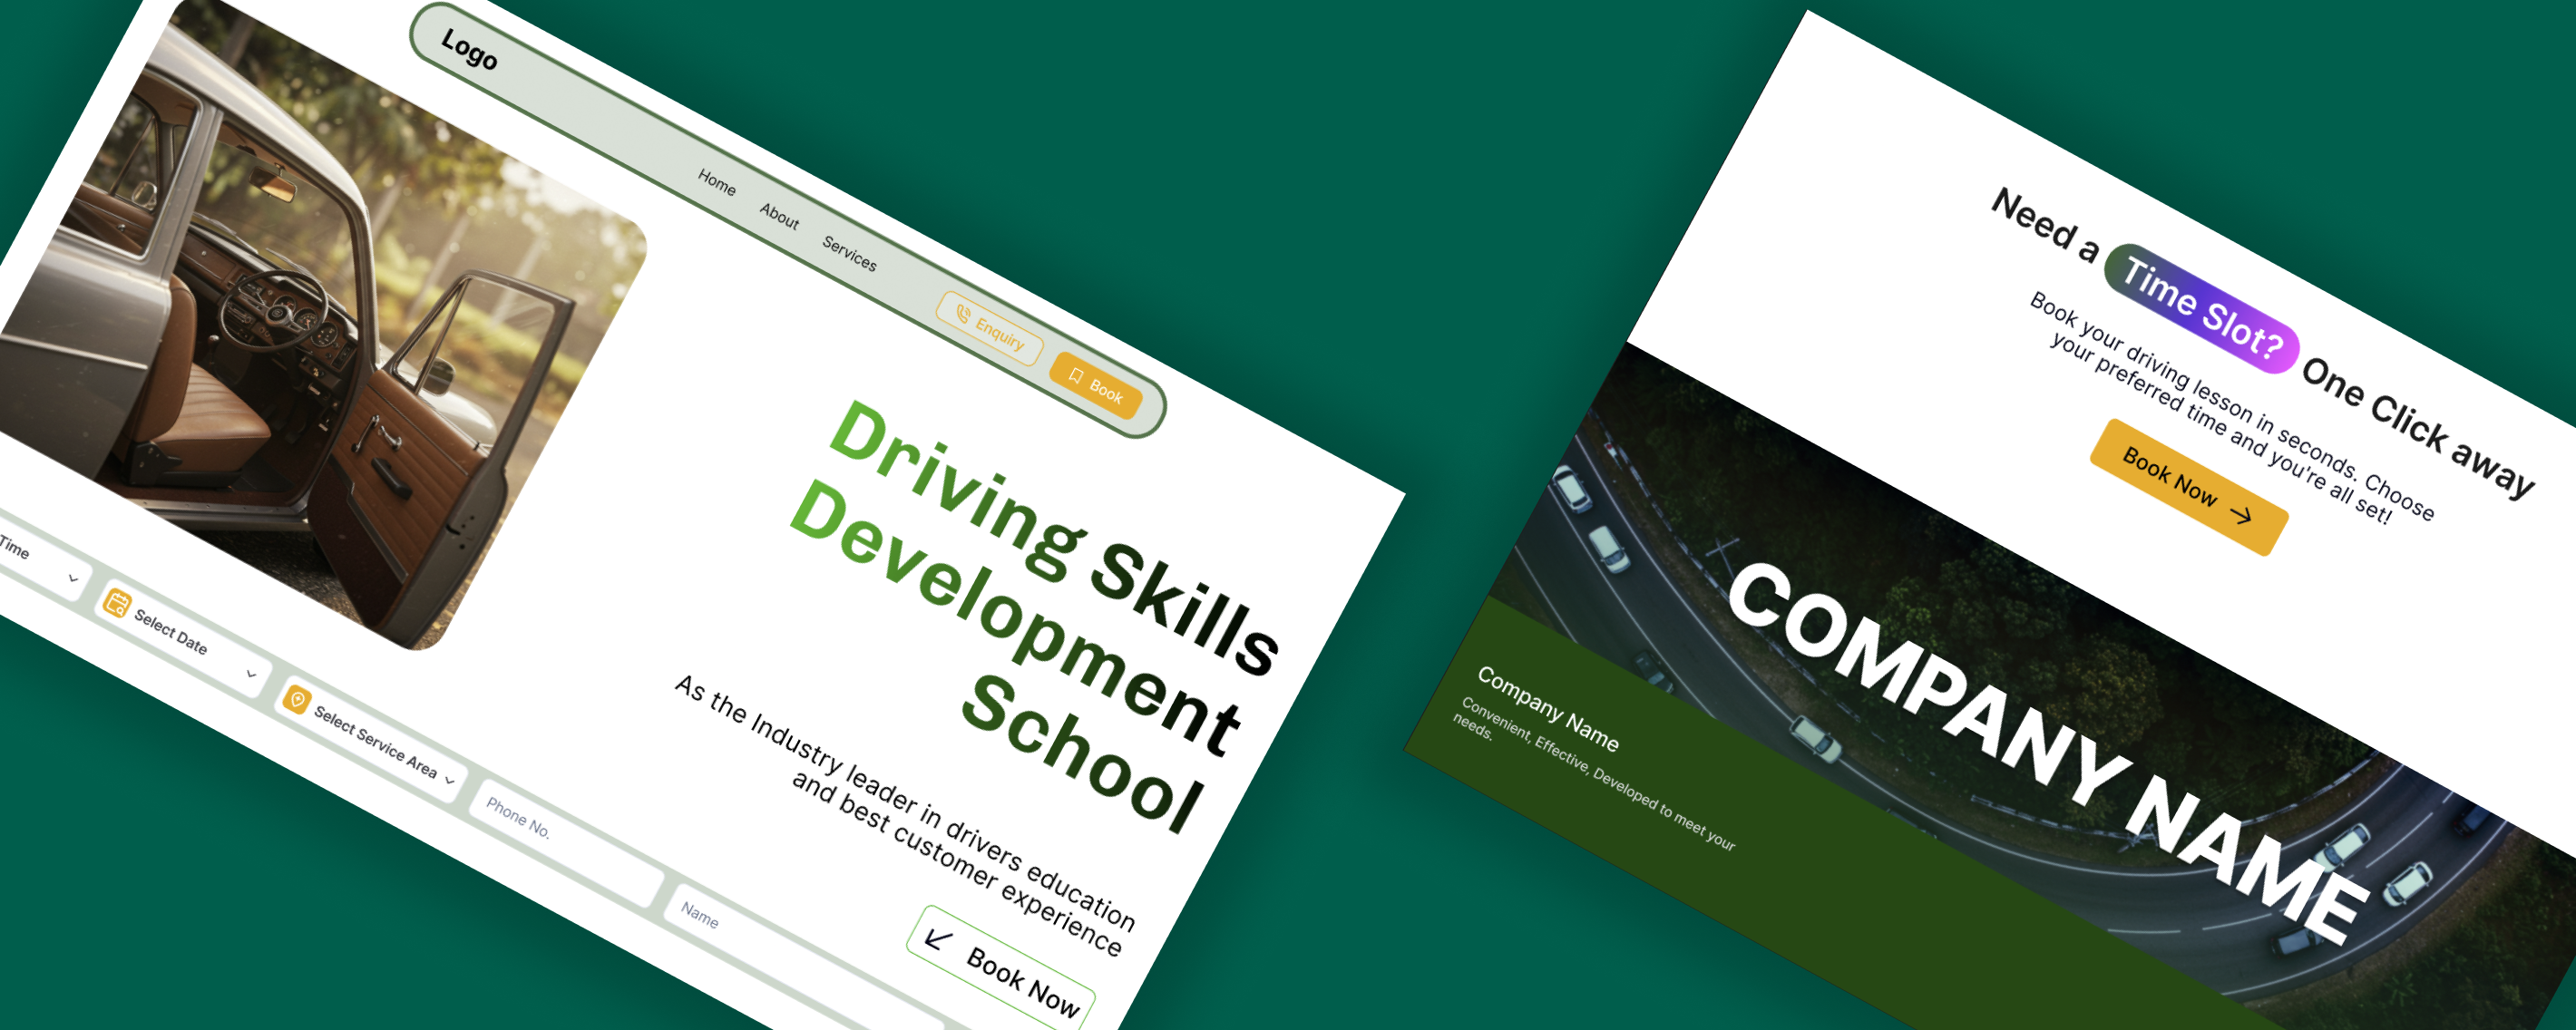 Logo
Home
About
Services
Enquiry
Book
Driving Skills
Development
School
As the Industry leader in drivers education
and best customer experience
Book Now
Time
Select Date
Select Service Area
Phone No.
Name
Need a Time Slot? One Click away
Book your driving lesson in seconds. Choose
your preferred time and you're all set!
Book Now
COMPANY NAME
Company Name
Convenient, Effective, Developed to meet your
needs.